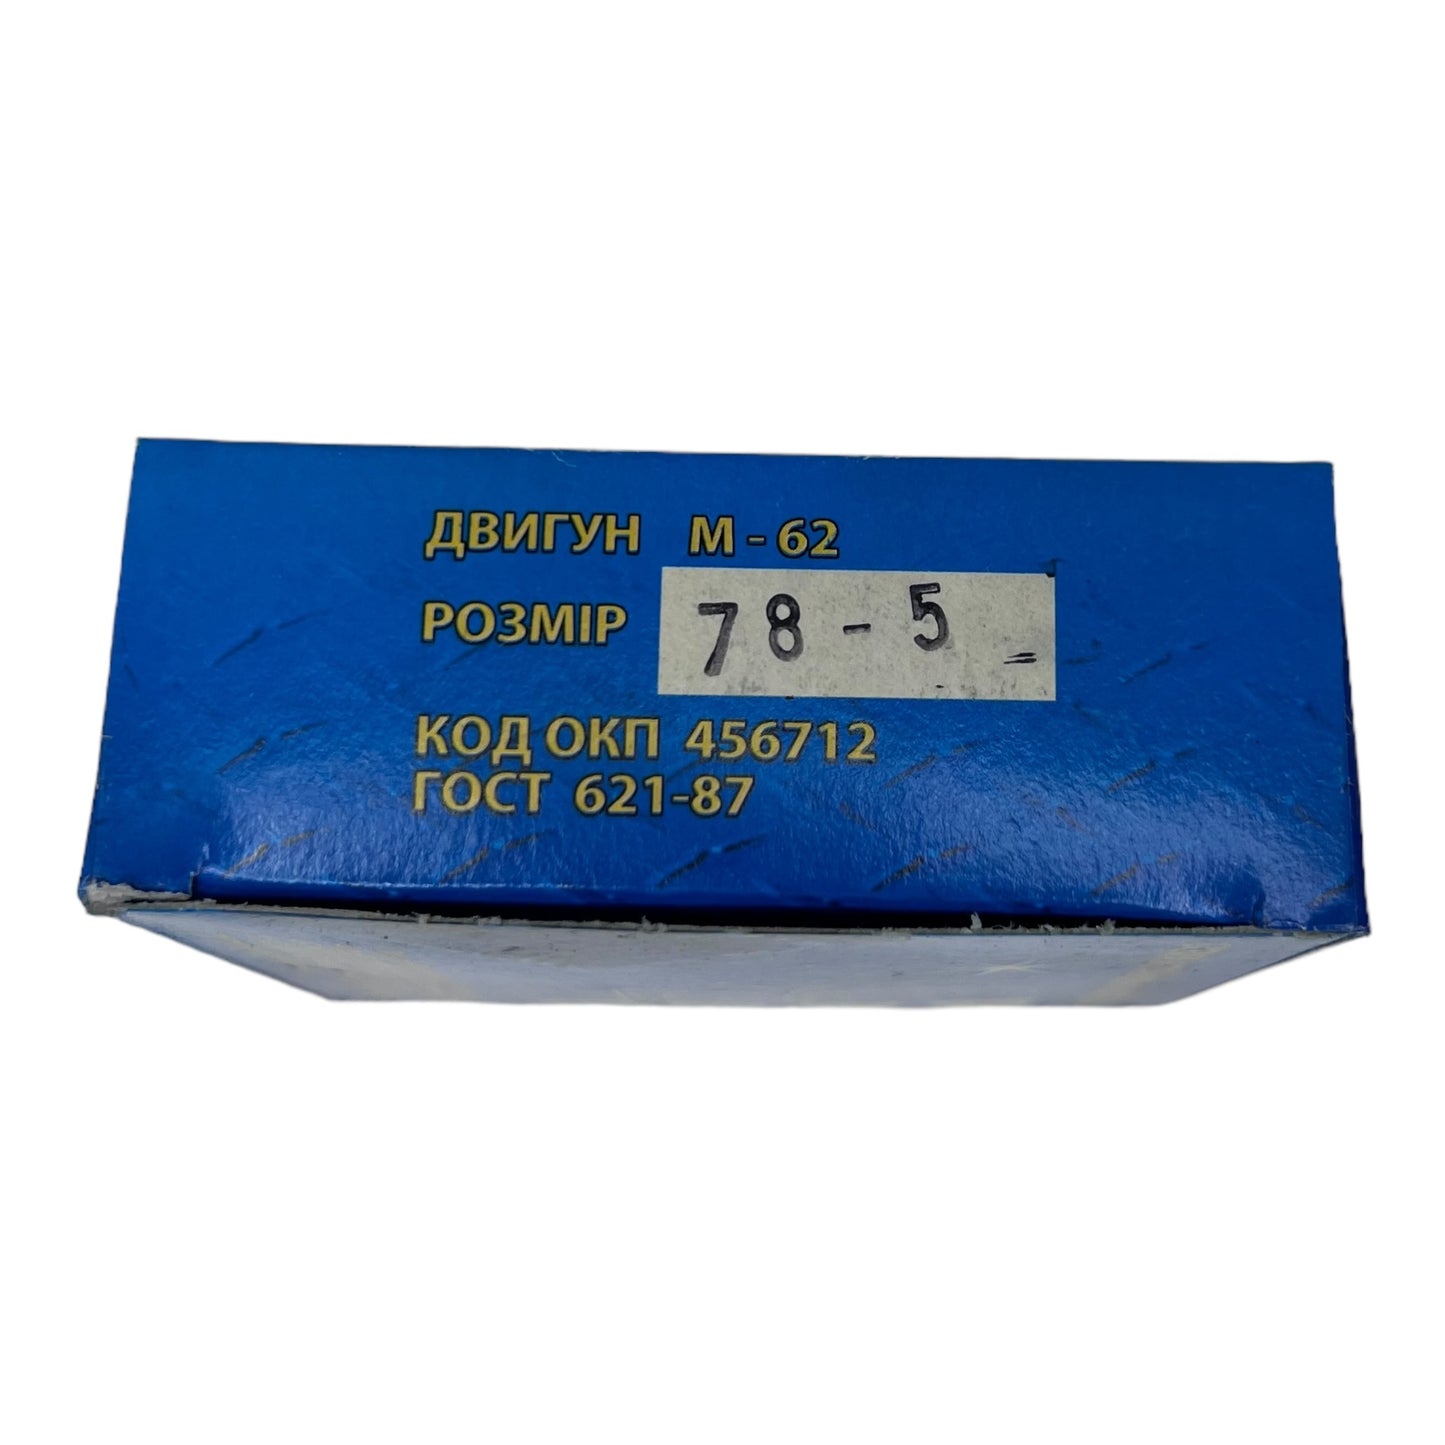 ДВИГУН М - 62
РОЗМІР 78 - 5
КОД ОКП 456712
ГОСТ 621-87